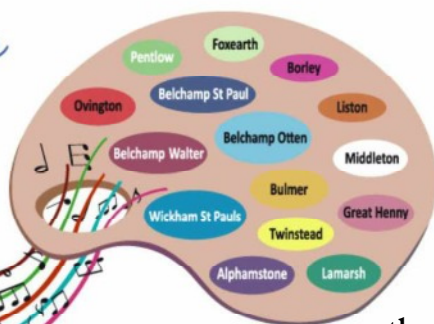 Foxearth
Pentlow
Borley
Belchamp St Paul
Ovington
Liston
Belchamp Otten
Belchamp Walter
Middleton
Bulmer
Wickham St Pauls
Great Henny
Twinstead
Alphamstone
Lamarsh
th